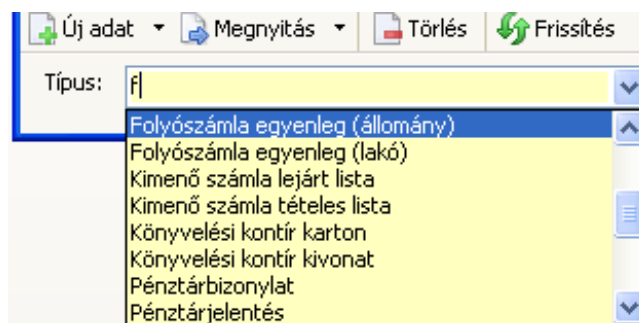 Új adat Megnyitás Törlés Frissítés
Típus: f
Folyószámla egyenleg (állomány)
Folyószámla egyenleg (lakó)
Kimenő számla lejárt lista
Kimenő számla tételes lista
Könyvelési kontír karton
Könyvelési kontír kivonat
Pénztárbizonylat
Pénztárjelentés